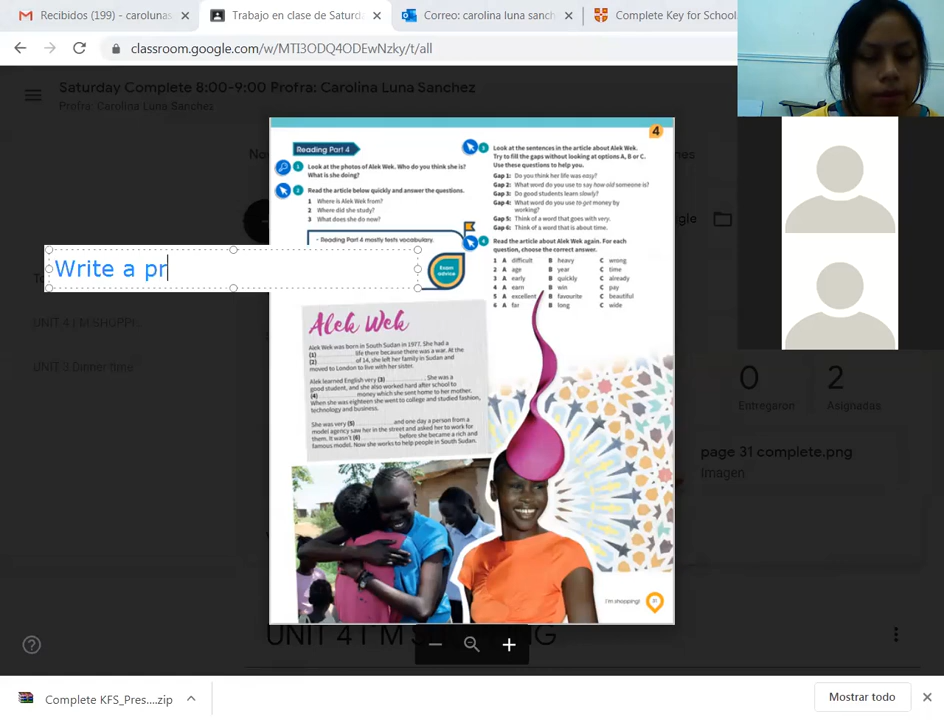 Recibidos (199) - carolunas
Trabajo en clase de Saturda
Correo: carolina luna sanch
Complete Key for School
classroom.google.com/w/MTI3ODQ4ODEwNzky/t/all
Saturday Complete 8:00-9:00 Profra: Carolina Luna Sanchez
Profra: Carolina Luna Sanchez
4
Reading Part 4
1 Look at the photos of Alek Wek. Who do you think she is?
What is she doing?
2 Read the article below quickly and answer the questions.
1 Where is Alek Wek from?
2 Where did she study?
3 What does she do now?
- Reading Part 4 mostly tests vocabulary.
Exam
advice
Write a pr
3 Look at the sentences in the article about Alek Wek.
Try to fill the gaps without looking at options A, B or C.
Use these questions to help you.
Gap 1: Do you think her life was easy?
Gap 2: What word do you use to say how old someone is?
Gap 3: Do good students learn slowly?
Gap 4: What word do you use to get money by
working?
Gap 5: Think of a word that goes with very.
Gap 6: Think of a word that is about time.
4 Read the article about Alek Wek again. For each
question, choose the correct answer.
1 A difficult B heavy C wrong
2 A age B year C time
3 A early B quickly C already
4 A earn B win C pay
5 A excellent B favourite C beautiful
6 A far B long C wide
Alek Wek
Alek Wek was born in South Sudan in 1977. She had a
(1) life there because there was a war. At the
(2) of 14, she left her family in Sudan and
moved to London to live with her sister.
Alek learned English very (3) . She was a
good student, and she also worked hard after school to
(4) money which she sent home to her mother.
When she was eighteen she went to college and studied fashion,
technology and business.
She was very (5) and one day a person from a
model agency saw her in the street and asked her to work for
them. It wasn't (6) before she became a rich and
famous model. Now she works to help people in South Sudan.
I'm shopping!
31
UNIT 4 I M SHOPPI...
UNIT 3 Dinner time
0
Entregaron
2
Asignadas
page 31 complete.png
Imagen
UNIT 4 I M S
Complete KFS_Pres....zip
Mostrar todo